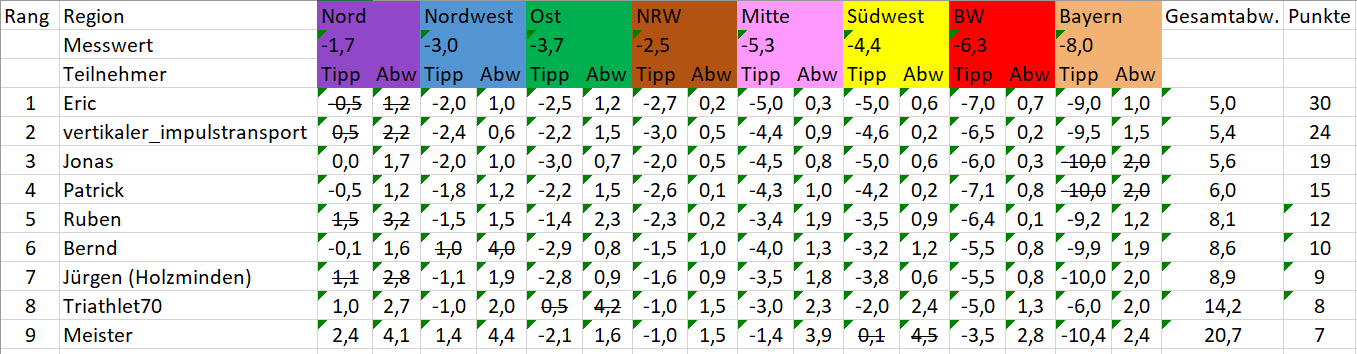 Rang Region Nord Nordwest Ost NRW Mitte Südwest BW Bayern Gesamtabw. Punkte
Messwert -1,7 -3,0 -3,7 -2,5 -5,3 -4,4 -6,3 -8,0
Teilnehmer Tipp Abw Tipp Abw Tipp Abw Tipp Abw Tipp Abw Tipp Abw Tipp Abw Tipp Abw
1 Eric -0,5 1,2 -2,0 1,0 -2,5 1,2 -2,7 0,2 -5,0 0,3 -5,0 0,6 -7,0 0,7 -9,0 1,0 5,0 30
2 vertikaler_impulstransport 0,5 2,2 -2,4 0,6 -2,2 1,5 -3,0 0,5 -4,4 0,9 -4,6 0,2 -6,5 0,2 -9,5 1,5 5,4 24
3 Jonas 0,0 1,7 -2,0 1,0 -3,0 0,7 -2,0 0,5 -4,5 0,8 -5,0 0,6 -6,0 0,3 -10,0 2,0 5,6 19
4 Patrick -0,5 1,2 -1,8 1,2 -2,2 1,5 -2,6 0,1 -4,3 1,0 -4,2 0,2 -7,1 0,8 -10,0 2,0 6,0 15
5 Ruben 1,5 3,2 -1,5 1,5 -1,4 2,3 -2,3 0,2 -3,4 1,9 -3,5 0,9 -6,4 0,1 -9,2 1,2 8,1 12
6 Bernd -0,1 1,6 1,0 4,0 -2,9 0,8 -1,5 1,0 -4,0 1,3 -3,2 1,2 -5,5 0,8 -9,9 1,9 8,6 10
7 Jürgen (Holzminden) 1,1 2,8 -1,1 1,9 -2,8 0,9 -1,6 0,9 -3,5 1,8 -3,8 0,6 -5,5 0,8 -10,0 2,0 8,9 9
8 Triathlet70 1,0 2,7 -1,0 2,0 0,5 4,2 -1,0 1,5 -3,0 2,3 -2,0 2,4 -5,0 1,3 -6,0 2,0 14,2 8
9 Meister 2,4 4,1 1,4 4,4 -2,1 1,6 -1,0 1,5 -1,4 3,9 0,1 4,5 -3,5 2,8 -10,4 2,4 20,7 7